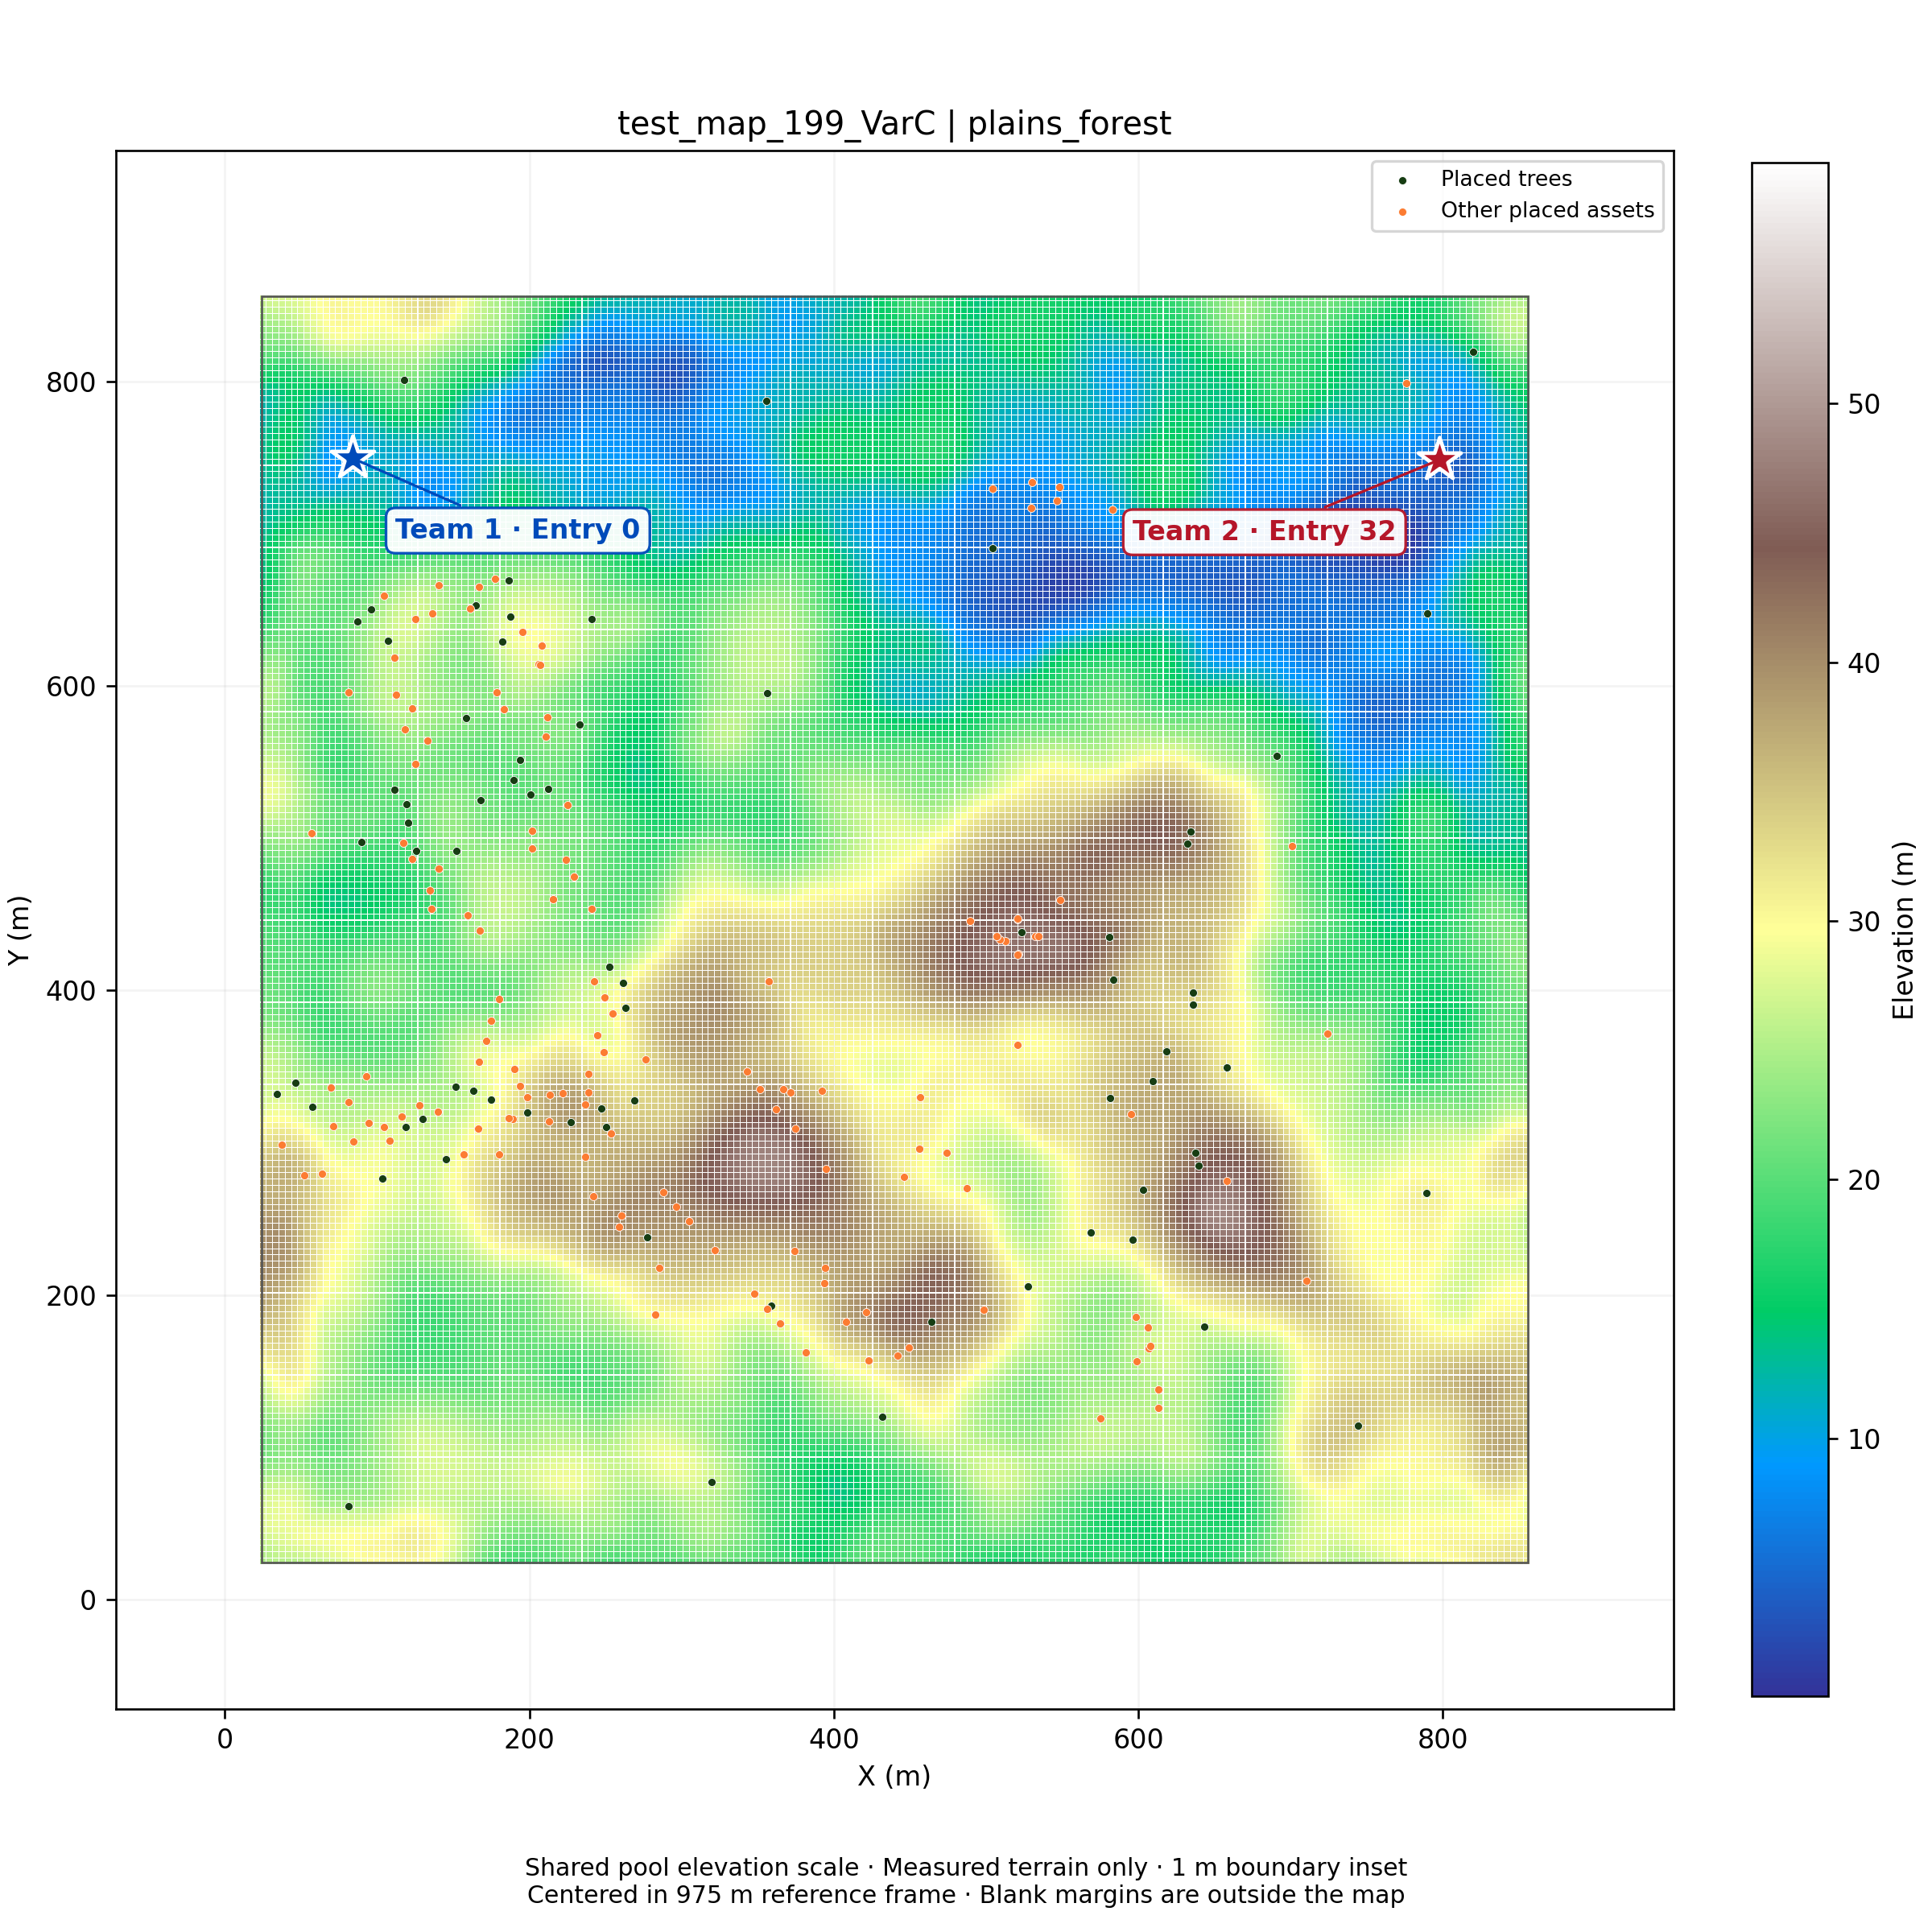 test_map_199_VarC | plains_forest
Placed trees
Other placed assets
Team 1 · Entry 0
Team 2 · Entry 32
800
600
400
200
0
Y (m)
0
200
400
600
800
X (m)
50
40
30
20
10
Elevation (m)
Shared pool elevation scale · Measured terrain only · 1 m boundary inset
Centered in 975 m reference frame · Blank margins are outside the map